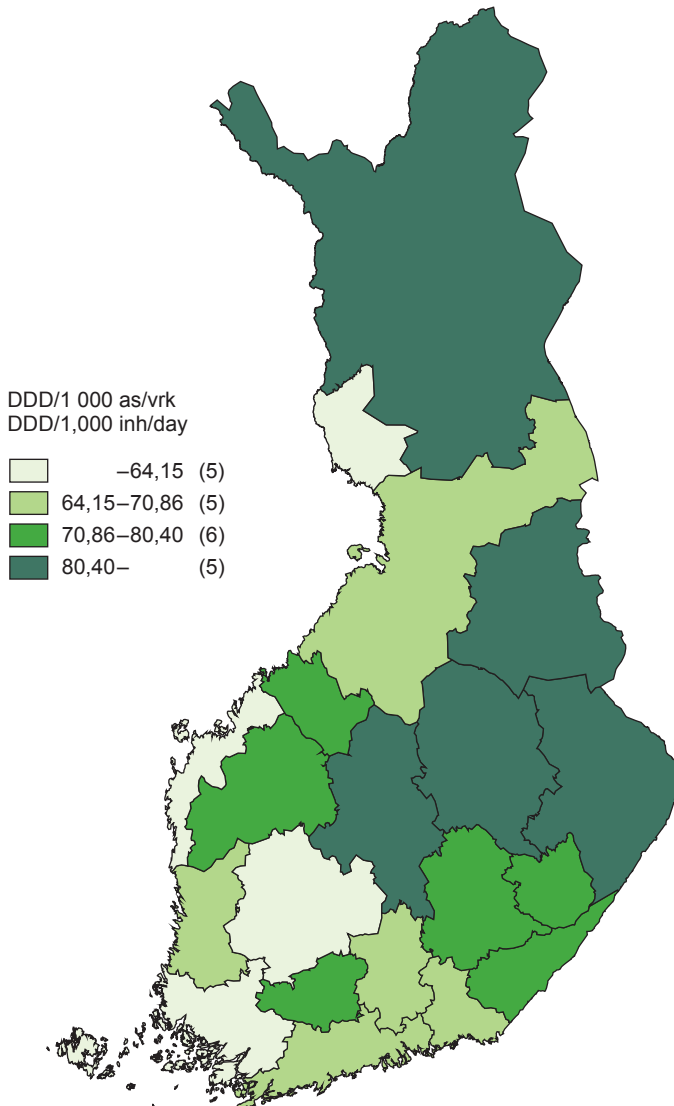 DDD/1 000 as/vrk
DDD/1,000 inh/day
–64,15 (5)
64,15–70,86 (5)
70,86–80,40 (6)
80,40– (5)